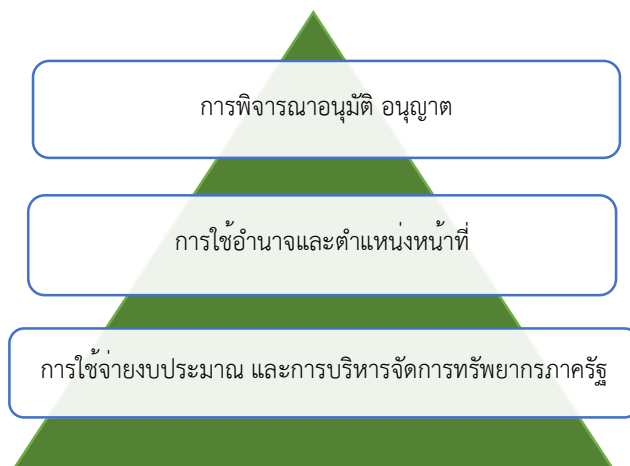 การพิจารณาอนุมัติ อนุญาต
การใช้อำนาจและตำแหน่งหน้าที่
การใช้จ่ายงบประมาณ และการบริหารจัดการทรัพยากรภาครัฐ